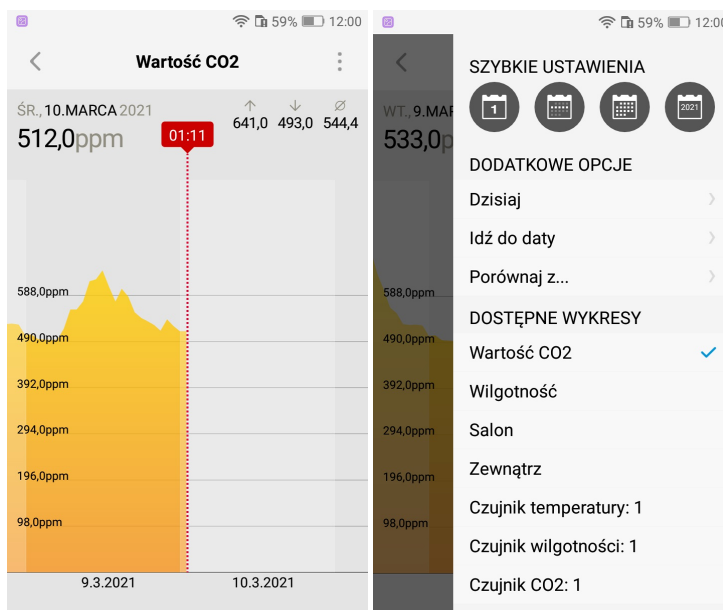 59% 12:00
Wartość CO2
ŚR., 10.MARCA 2021
512,0ppm
01:11
641,0 493,0 544,4
588,0ppm
490,0ppm
392,0ppm
294,0ppm
196,0ppm
98,0ppm
9.3.2021 10.3.2021
59% 12:00
WT., 9.MAR
533,0p
588,0ppm
490,0ppm
392,0ppm
294,0ppm
196,0ppm
98,0ppm
SZYBKIE USTAWIENIA
1
2021
DODATKOWE OPCJE
Dzisiaj
Idź do daty
Porównaj z...
DOSTĘPNE WYKRESY
Wartość CO2
Wilgotność
Salon
Zewnątrz
Czujnik temperatury: 1
Czujnik wilgotności: 1
Czujnik CO2: 1